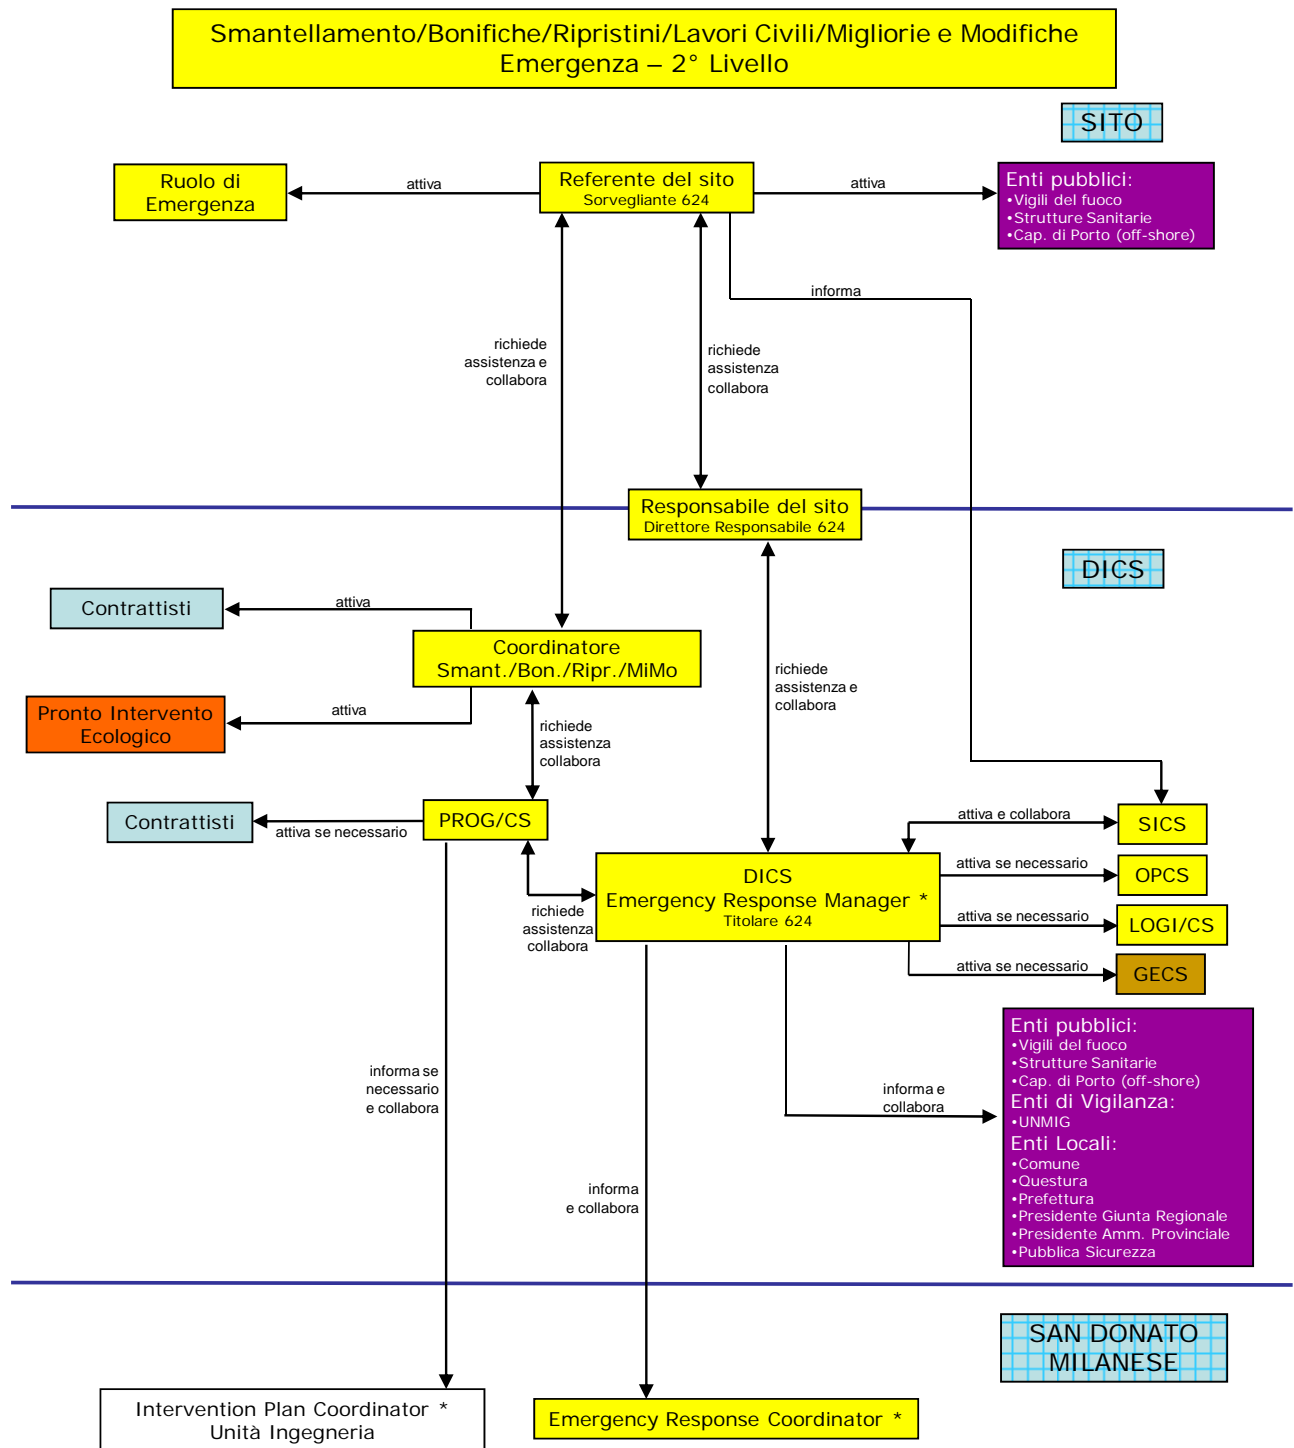 Smantellamento/Bonifiche/Ripristini/Lavori Civili/Migliorie e Modifiche
Emergenza – 2° Livello
SITO
Ruolo di
Emergenza
attiva
Referente del sito
Sorvegliante 624
attiva
Enti pubblici:
•Vigili del fuoco
•Strutture Sanitarie
•Cap. di Porto (off-shore)
informa
richiede
assistenza e
collabora
richiede
assistenza
collabora
Responsabile del sito
Direttore Responsabile 624
DICS
Contrattisti
attiva
Coordinatore
Smant./Bon./Ripr./MiMo
richiede
assistenza e
collabora
Pronto Intervento
Ecologico
attiva
richiede
assistenza
collabora
Contrattisti
attiva se necessario
PROG/CS
attiva e collabora
SICS
DICS
Emergency Response Manager *
Titolare 624
attiva se necessario
OPCS
richiede
assistenza
collabora
attiva se necessario
LOGI/CS
attiva se necessario
GECS
Enti pubblici:
•Vigili del fuoco
•Strutture Sanitarie
•Cap. di Porto (off-shore)
Enti di Vigilanza:
•UNMIG
Enti Locali:
•Comune
•Questura
•Prefettura
•Presidente Giunta Regionale
•Presidente Amm. Provinciale
•Pubblica Sicurezza
informa se
necessario
e collabora
informa e
collabora
informa
e collabora
SAN DONATO
MILANESE
Intervention Plan Coordinator *
Unità Ingegneria
Emergency Response Coordinator *